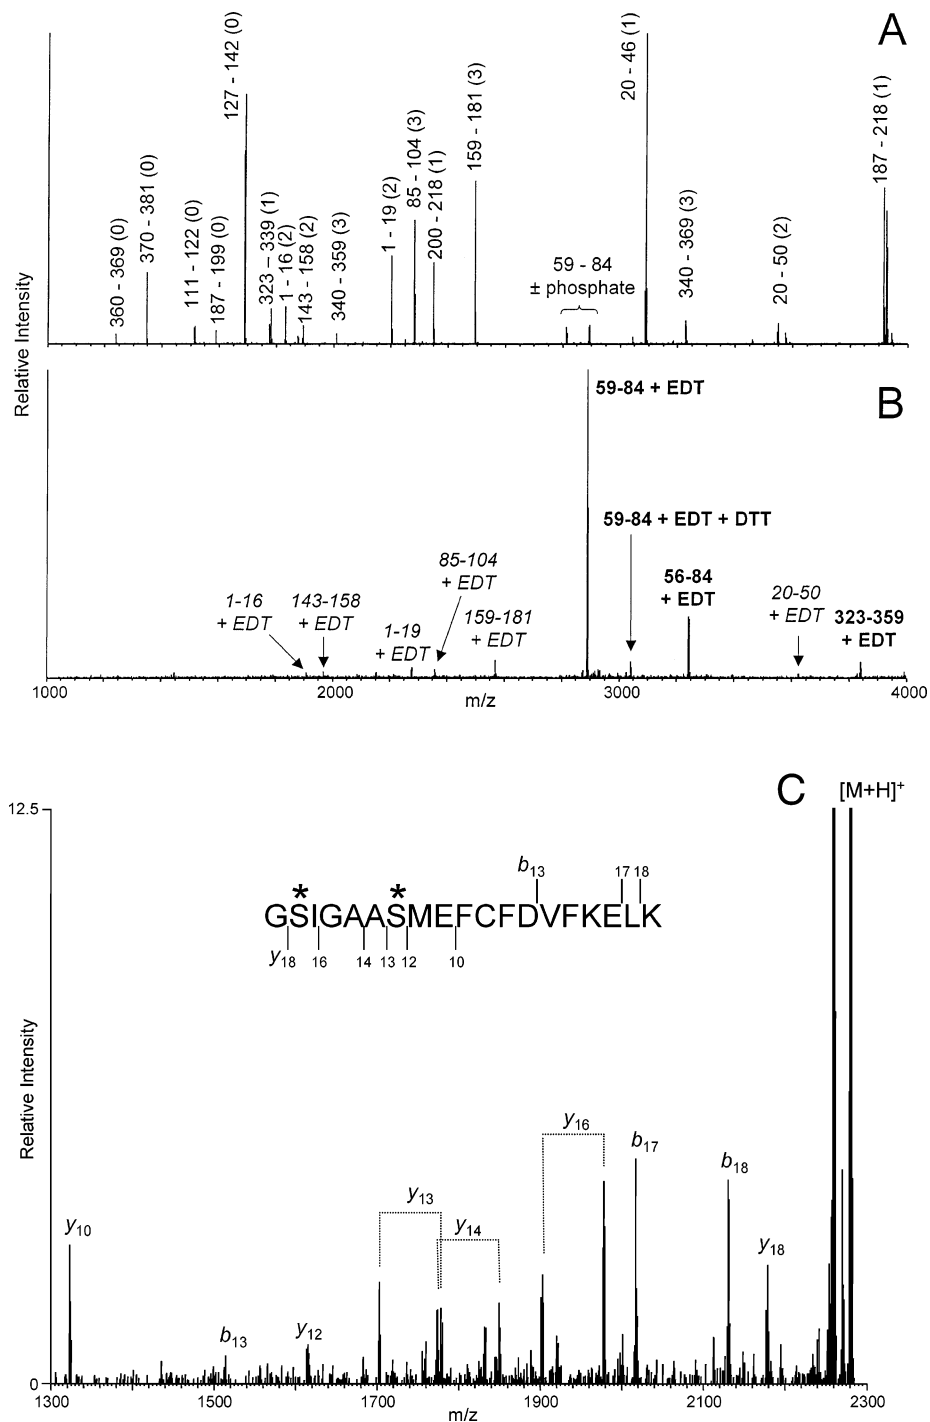 A
Relative Intensity
360 - 369 (0)
370 - 381 (0)
111 - 122 (0)
187 - 199 (0)
127 - 142 (0)
323 – 339 (1)
1 - 16 (2)
143 - 158 (2)
340 - 359 (3)
1 - 19 (2)
85 - 104 (3)
200 - 218 (1)
159 - 181 (3)
59 - 84
± phosphate
20 - 46 (1)
340 - 369 (3)
20 - 50 (2)
187 - 218 (1)
B
59-84 + EDT
59-84 + EDT + DTT
85-104
+ EDT
56-84
+ EDT
1-16
+ EDT
143-158
+ EDT
1-19
+ EDT
159-181
+ EDT
20-50
+ EDT
323-359
+ EDT
1000 2000 3000 4000
m/z
C
[M+H]+
12.5
b13 17 18
* *
GSIGAASMEFCFDVFKELK
y18 16 14 13 12 10
Relative Intensity
y10
b13
y12
y13
y14
y16
b17
b18
y18
0
1300 1500 1700 1900 2100 2300
m/z